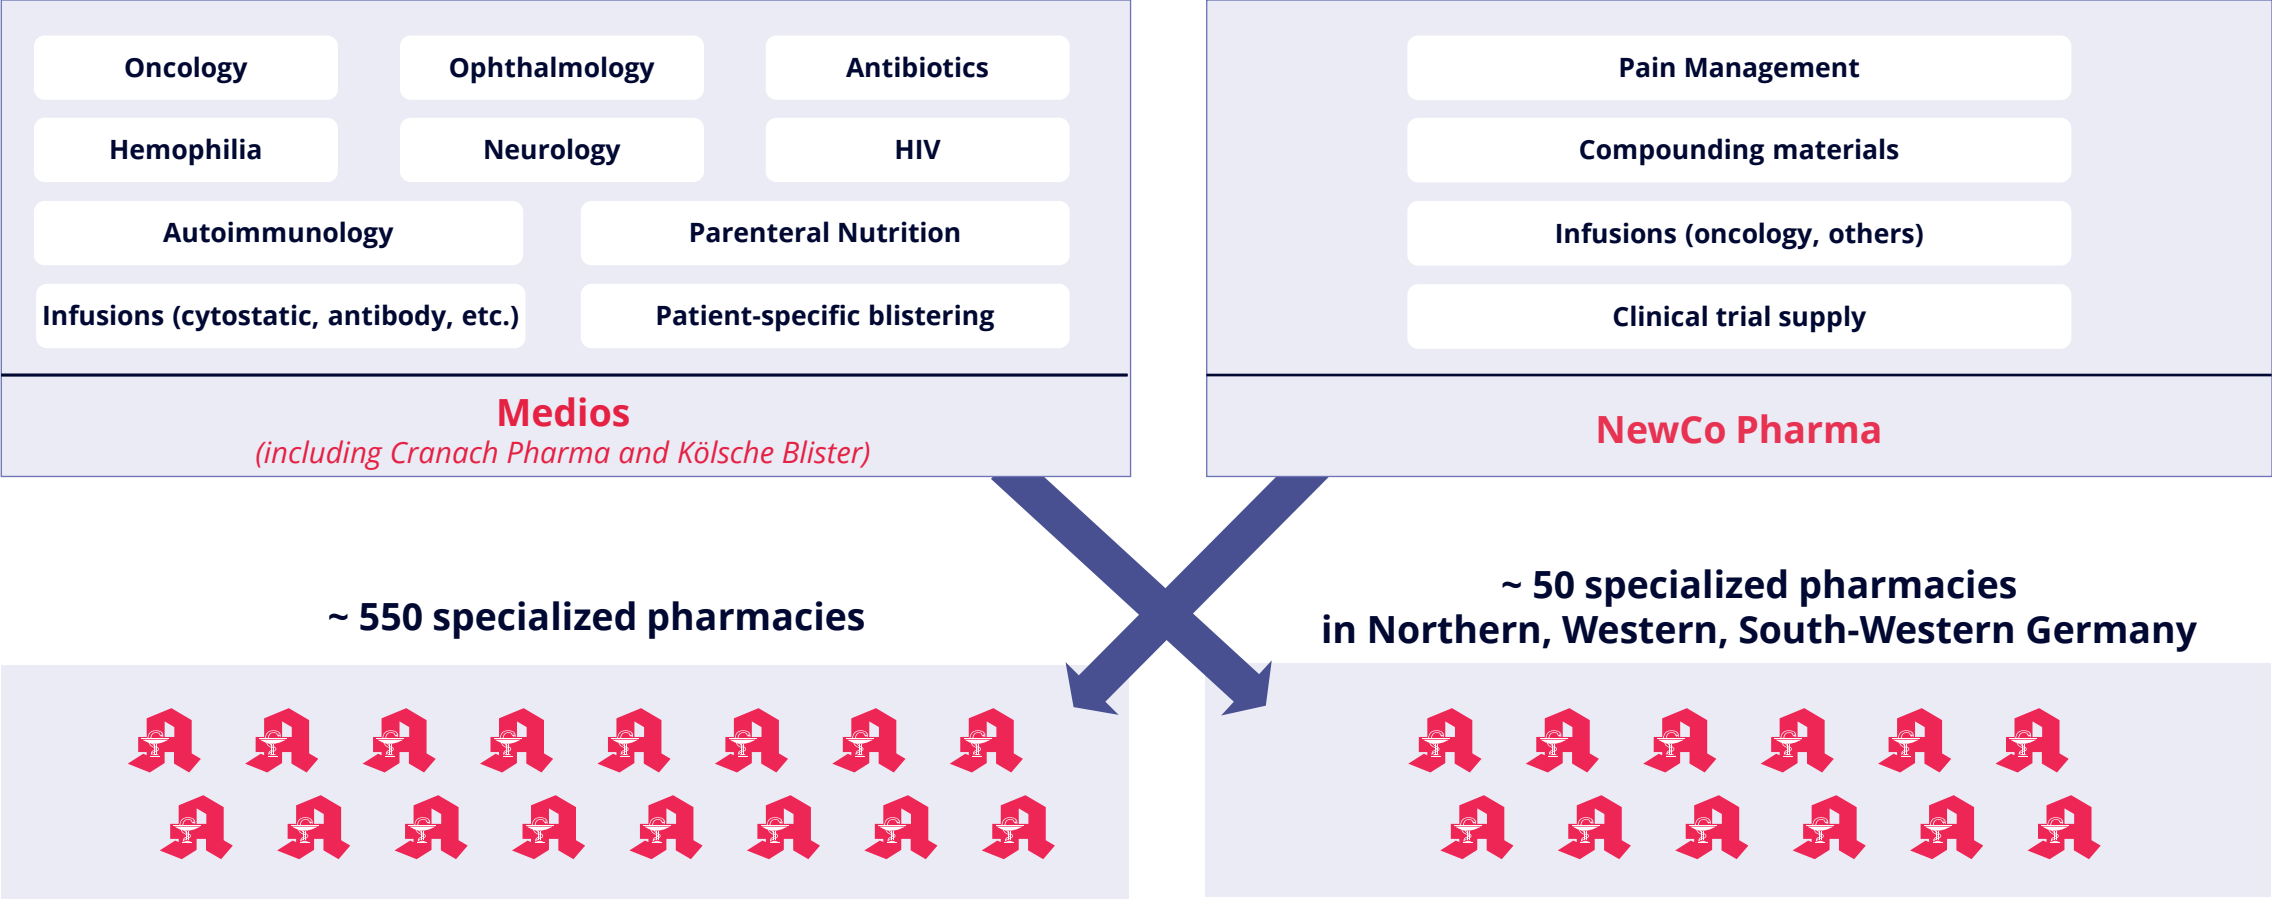 Oncology
Ophthalmology
Antibiotics
Hemophilia
Neurology
HIV
Autoimmunology
Parenteral Nutrition
Infusions (cytostatic, antibody, etc.)
Patient-specific blistering
Medios
(including Cranach Pharma and Kölsche Blister)
Pain Management
Compounding materials
Infusions (oncology, others)
Clinical trial supply
NewCo Pharma
~ 550 specialized pharmacies
~ 50 specialized pharmacies
in Northern, Western, South-Western Germany